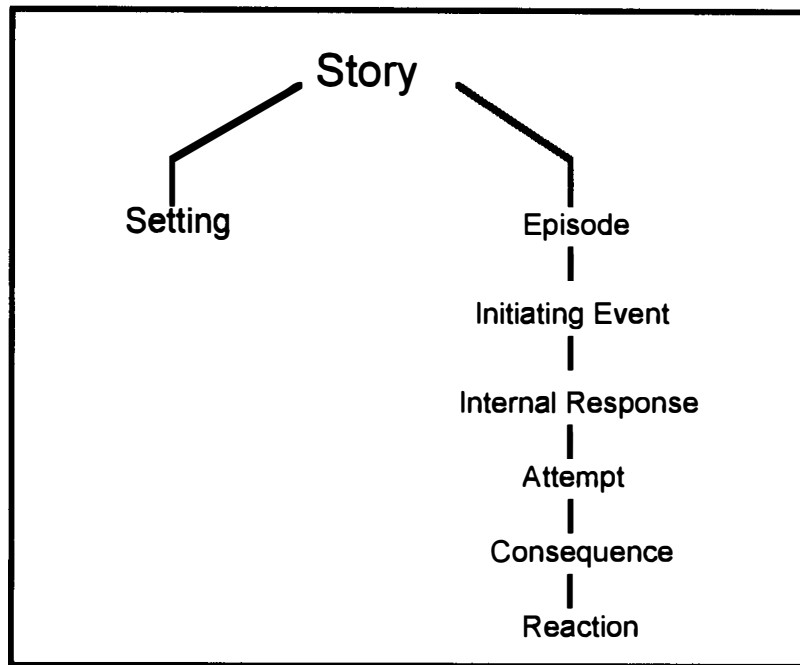 Story
Setting
Episode
Initiating Event
Internal Response
Attempt
Consequence
Reaction